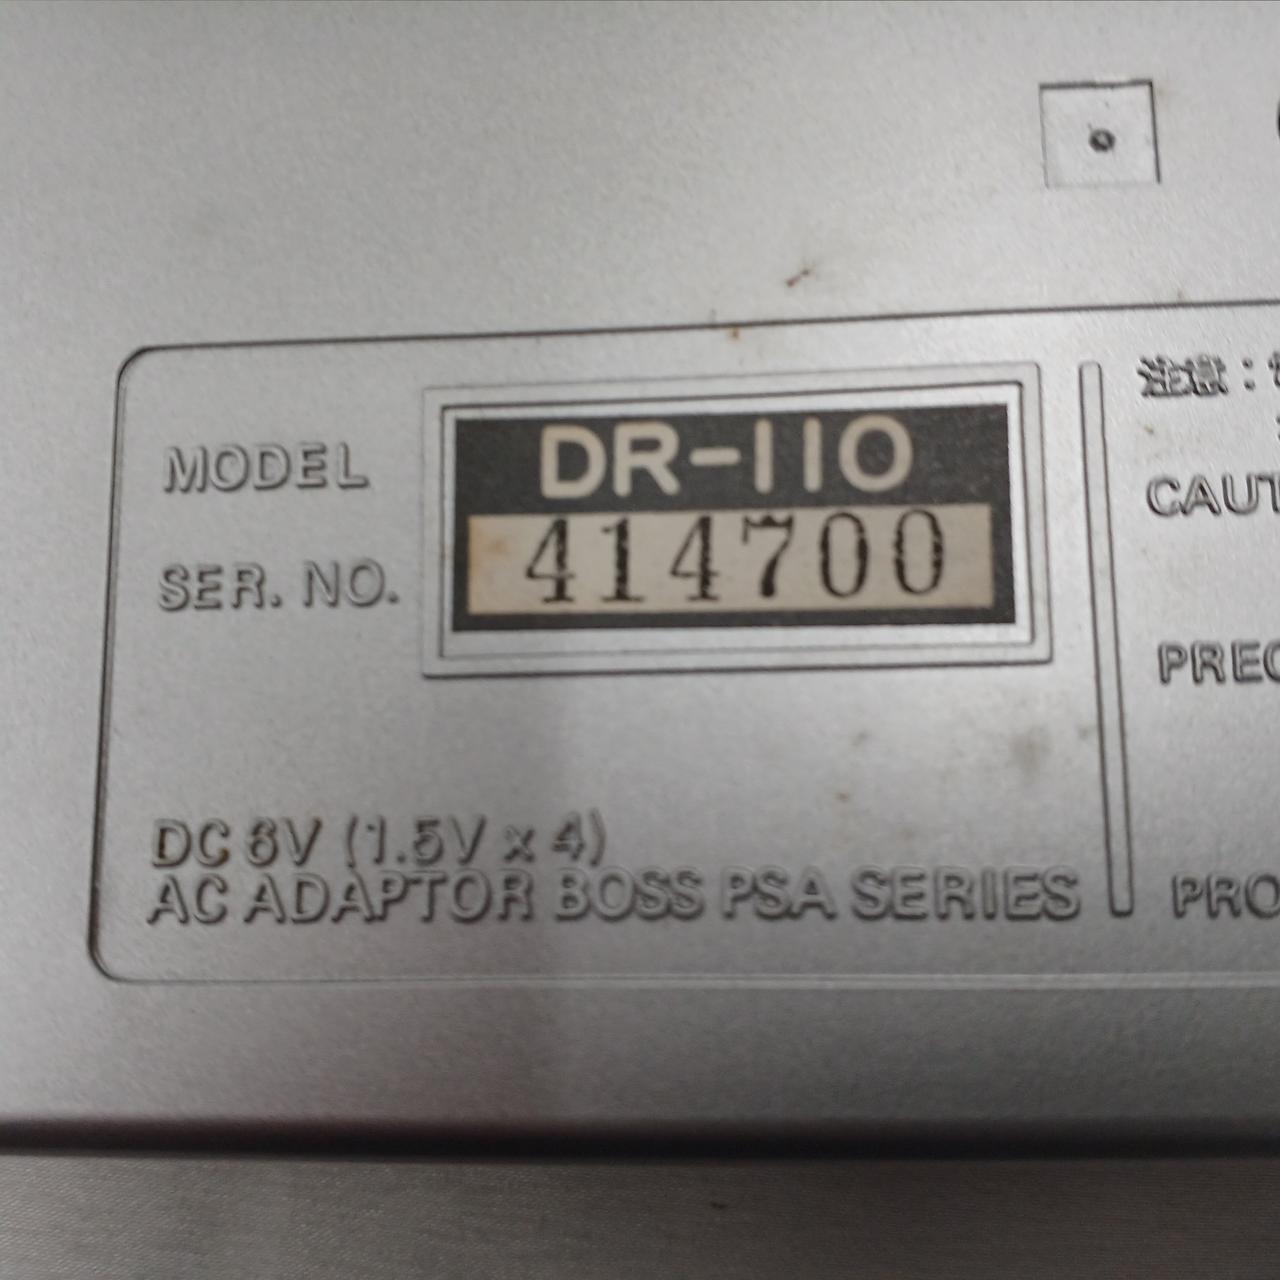 MODEL DR-110
SER. NO. 414700
DC 6V (1.5V x 4)
AC ADAPTOR BOSS PSA SERIES
注意:
CAUT
PREC
PRO